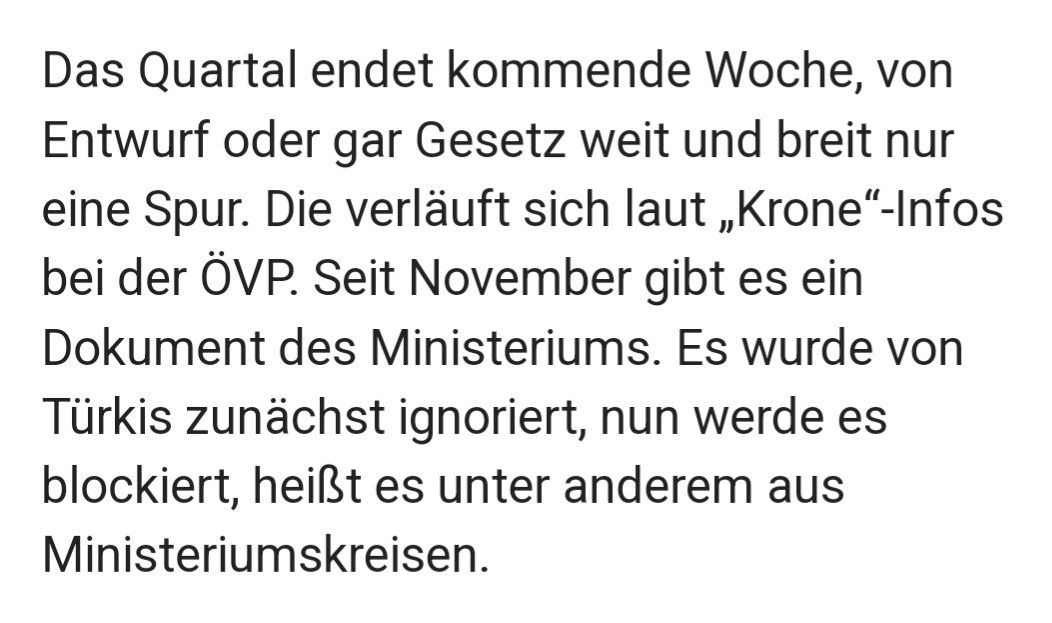 Das Quartal endet kommende Woche, von
Entwurf oder gar Gesetz weit und breit nur
eine Spur. Die verläuft sich laut „Krone“-Infos
bei der ÖVP. Seit November gibt es ein
Dokument des Ministeriums. Es wurde von
Türkis zunächst ignoriert, nun werde es
blockiert, heißt es unter anderem aus
Ministeriumskreisen.